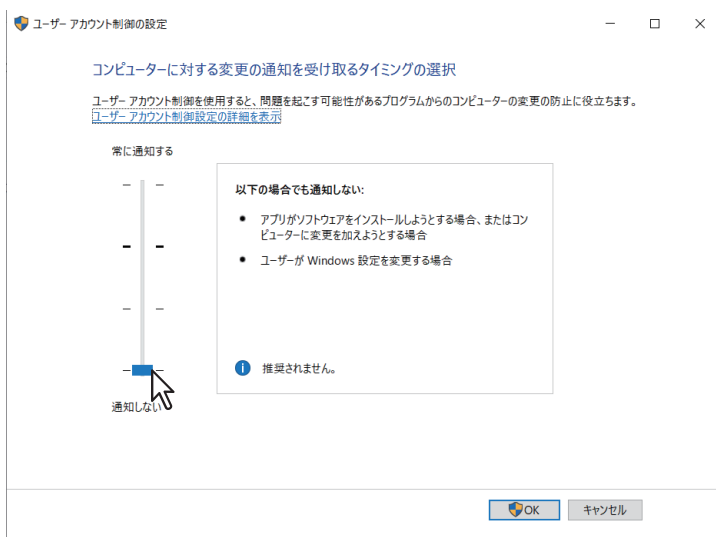 ユーザー アカウント制御の設定
コンピューターに対する変更の通知を受け取るタイミングの選択
ユーザー アカウント制御を使用すると、問題を起こす可能性があるプログラムからのコンピューターの変更の防止に役立ちます。
ユーザー アカウント制御設定の詳細を表示
常に通知する
以下の場合でも通知しない:
● アプリがソフトウェアをインストールしようとする場合、またはコン
ピューターに変更を加えようとする場合
● ユーザーが Windows 設定を変更する場合
推奨されません。
通知しない
OK
キャンセル